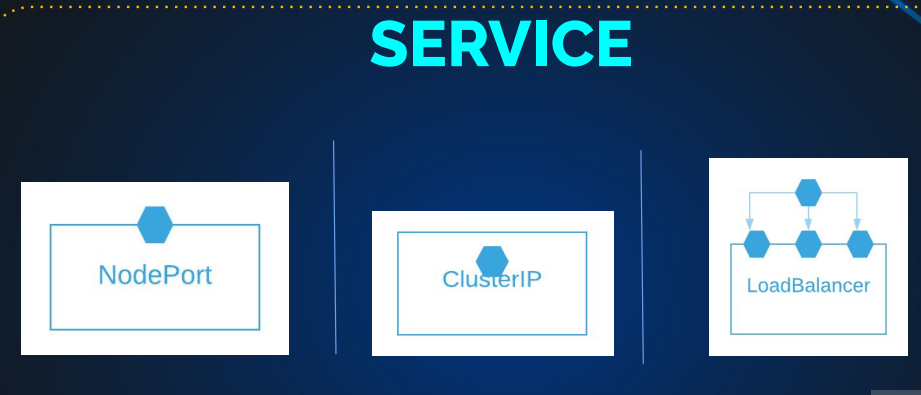 SERVICE
NodePort
ClusterIP
LoadBalancer